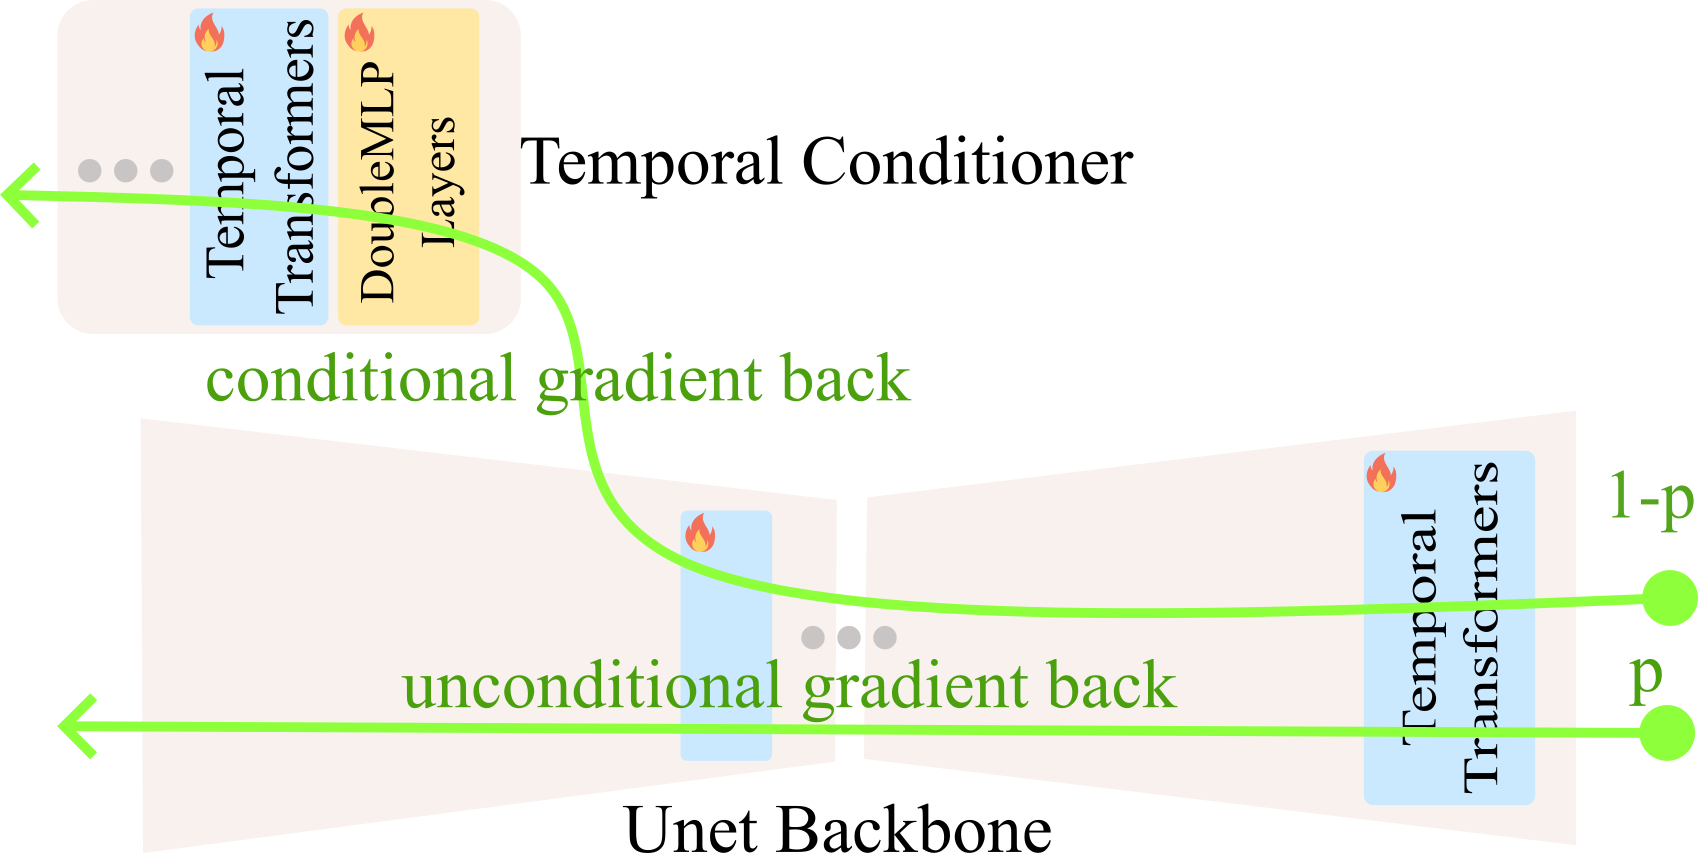 Temporal
Transformers
DoubleMLP
Layers
Temporal Conditioner
conditional gradient back
1-p
Temporal
Transformers
unconditional gradient back
p
Unet Backbone